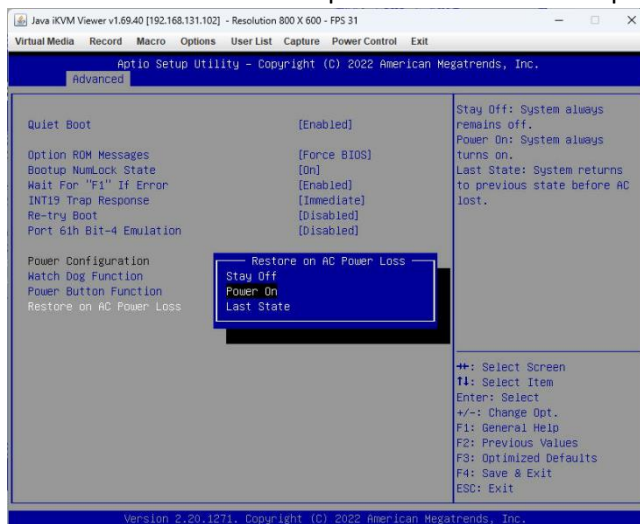 Java iKVM Viewer v1.69.40 [192.168.131.102] - Resolution 800 X 600 - FPS 31
Virtual Media Record Macro Options User List Capture Power Control Exit
Aptio Setup Utility - Copyright (C) 2022 American Megatrends, Inc.
Advanced
Quiet Boot [Enabled]
Option ROM Messages [Force BIOS]
Bootup NumLock State [On]
Wait For "F1" If Error [Enabled]
INT19 Trap Response [Immediate]
Re-try Boot [Disabled]
Port 61h Bit-4 Emulation [Disabled]
Power Configuration
Watch Dog Function
Power Button Function
Restore on AC Power Loss
Restore on AC Power Loss
Stay Off
Power On
Last State
Stay Off: System always
remains off.
Power On: System always
turns on.
Last State: System returns
to previous state before AC
lost.
↔: Select Screen
↑↓: Select Item
Enter: Select
+/-: Change Opt.
F1: General Help
F2: Previous Values
F3: Optimized Defaults
F4: Save & Exit
ESC: Exit
Version 2.20.1271. Copyright (C) 2022 American Megatrends, Inc.